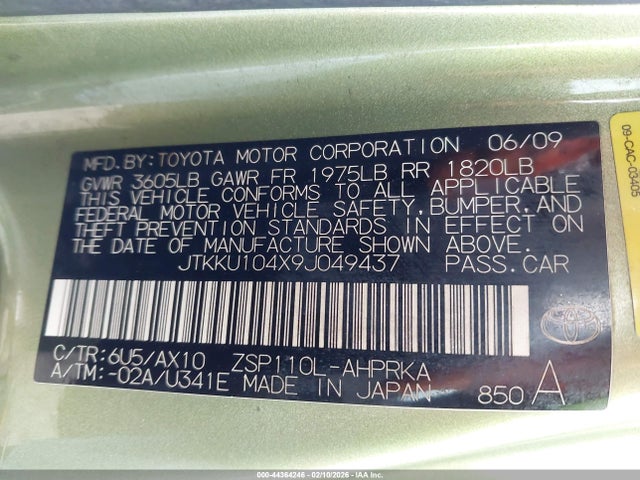 MFD.BY:TOYOTA MOTOR CORPORATION 06/09
GVWR 3605LB GAWR FR 1975LB RR 1820LB
THIS VEHICLE CONFORMS TO ALL APPLICABLE
FEDERAL MOTOR VEHICLE SAFETY,BUMPER,AND
THEFT PREVENTION STANDARDS IN EFFECT ON
THE DATE OF MANUFACTURE SHOWN ABOVE.
JTKKU104X9J049437 PASS.CAR
C/TR:6U5/AX10 ZSP110L-AHPRKA
A/TM:-02A/U341E MADE IN JAPAN 850 A
09-CAC-03405
000-44364246 - 02/10/2026 - IAA Inc.